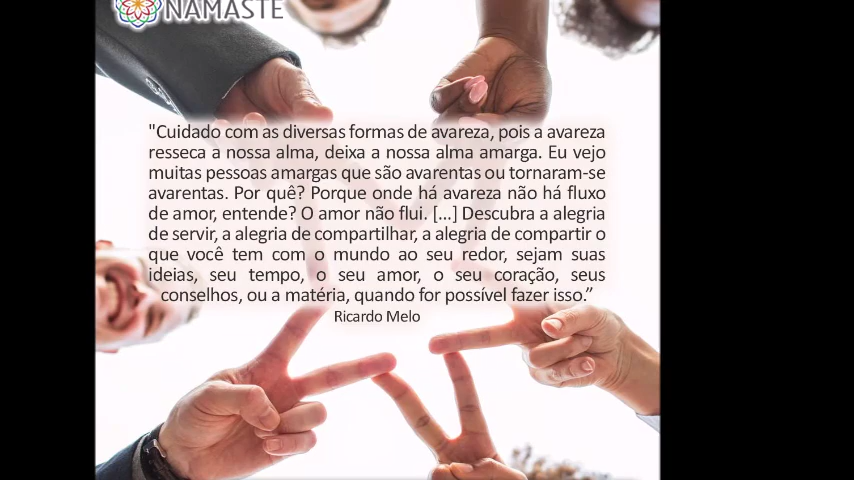 NAMASTE
"Cuidado com as diversas formas de avareza, pois a avareza
resseca a nossa alma, deixa a nossa alma amarga. Eu vejo
muitas pessoas amargas que são avarentas ou tornaram-se
avarentas. Por quê? Porque onde há avareza não há fluxo
de amor, entende? O amor não flui. [...] Descubra a alegria
de servir, a alegria de compartilhar, a alegria de compartir o
que você tem com o mundo ao seu redor, sejam suas
ideias, seu tempo, o seu amor, o seu coração, seus
conselhos, ou a matéria, quando for possível fazer isso.”
Ricardo Melo